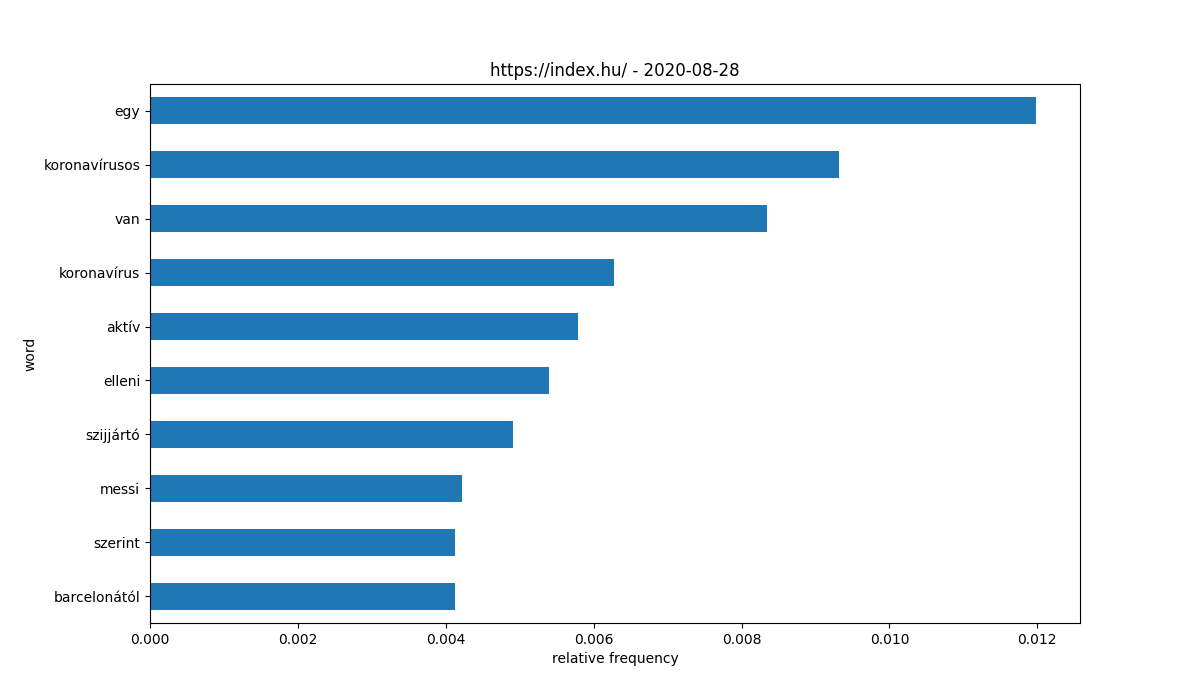 https://index.hu/ - 2020-08-28
egy
koronavírusos
van
koronavírus
aktív
elleni
szijjártó
messi
szerint
barcelonától
word
0.000 0.002 0.004 0.006 0.008 0.010 0.012
relative frequency